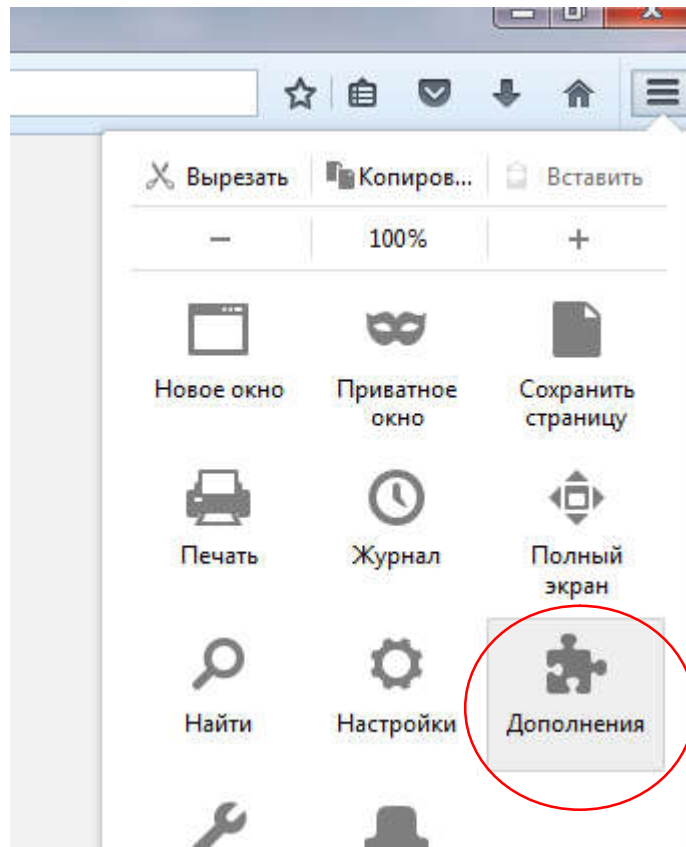 Вырезать Копиров... Вставить
− 100% +
Новое окно Приватное Сохранить
окно страницу
Печать Журнал Полный
экран
Найти Настройки Дополнения